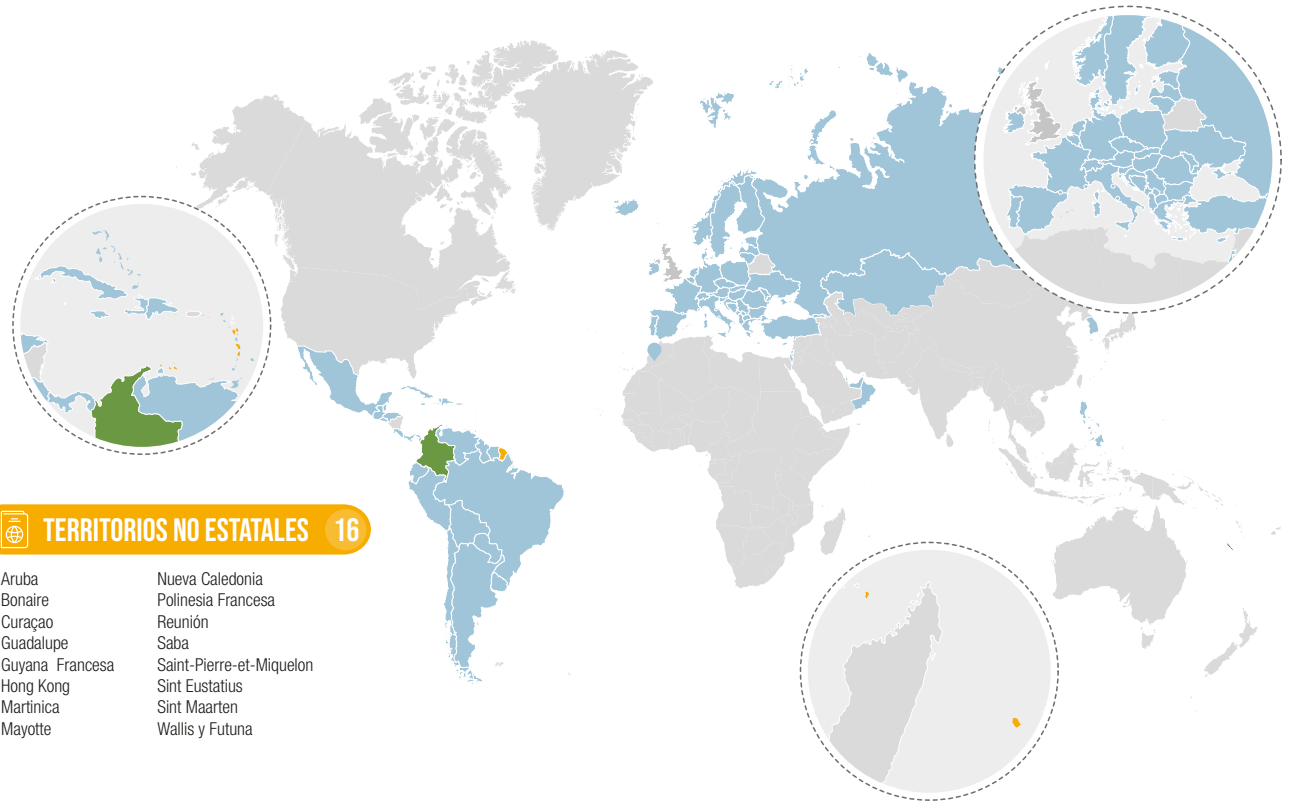 TERRITORIOS NO ESTATALES 16
Aruba
Bonaire
Curaçao
Guadalupe
Guyana Francesa
Hong Kong
Martinica
Mayotte
Nueva Caledonia
Polinesia Francesa
Reunión
Saba
Saint-Pierre-et-Miquelon
Sint Eustatius
Sint Maarten
Wallis y Futuna